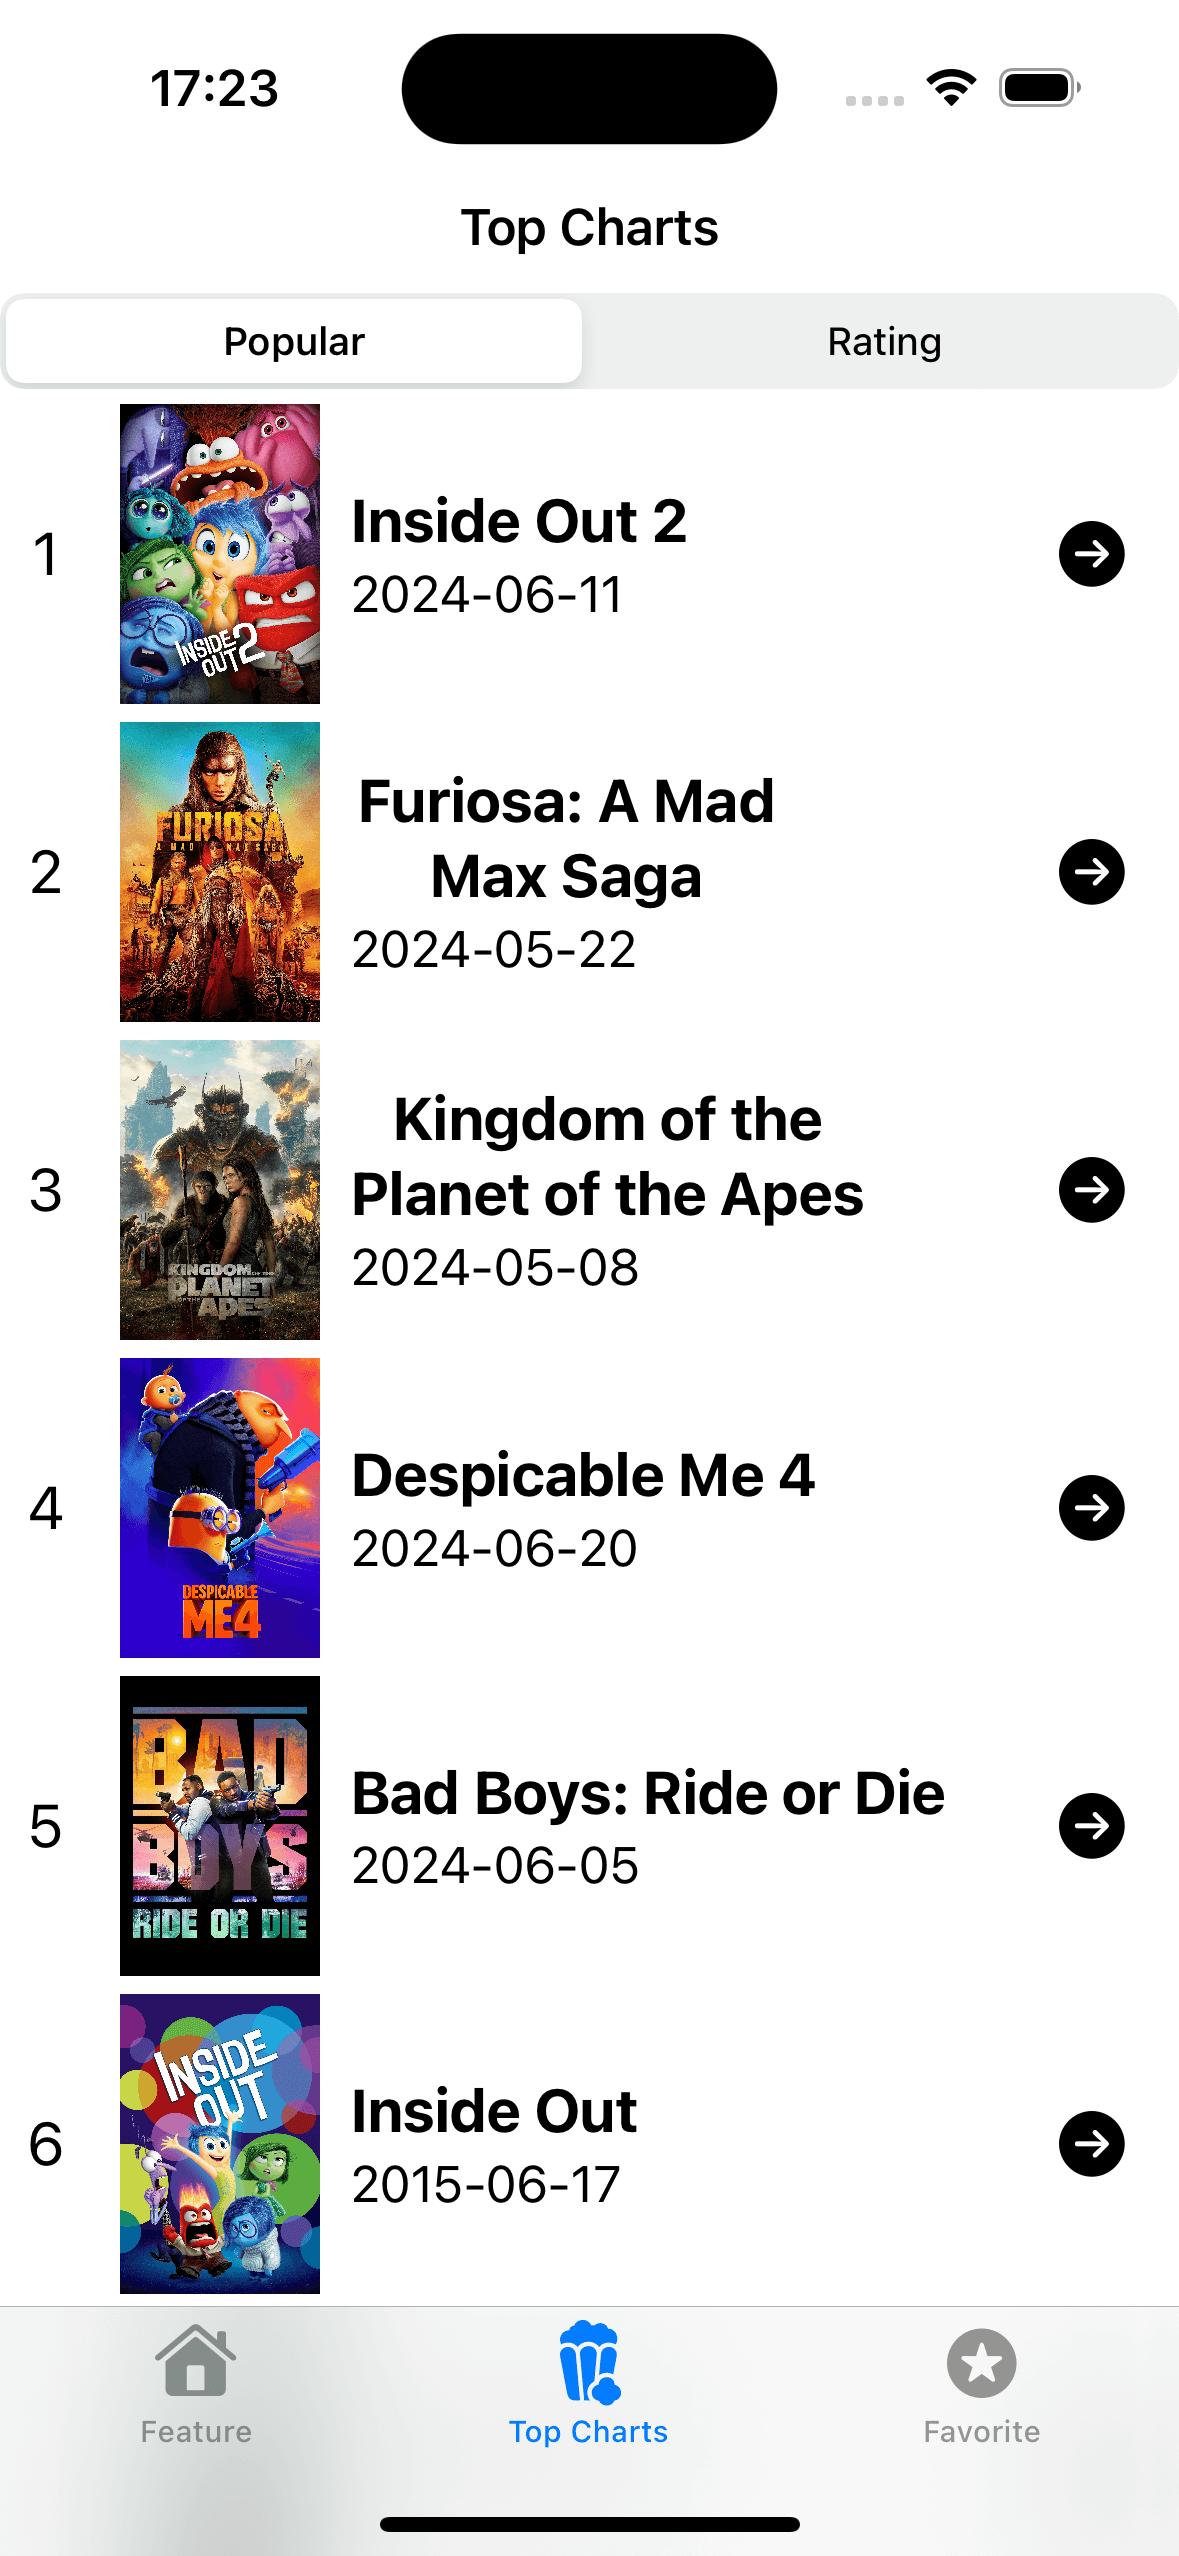 17:23
Top Charts
Popular
Rating
1
INSIDE
OUT 2
Inside Out 2
2024-06-11
2
FURIOSA
A MAD MAX SAGA
Furiosa: A Mad
Max Saga
2024-05-22
3
KINGDOM OF THE
PLANET
APES
Kingdom of the
Planet of the Apes
2024-05-08
4
DESPICABLE
ME 4
Despicable Me 4
2024-06-20
5
BAD
BOYS
RIDE OR DIE
Bad Boys: Ride or Die
2024-06-05
6
INSIDE
OUT
Inside Out
2015-06-17
Feature
Top Charts
Favorite